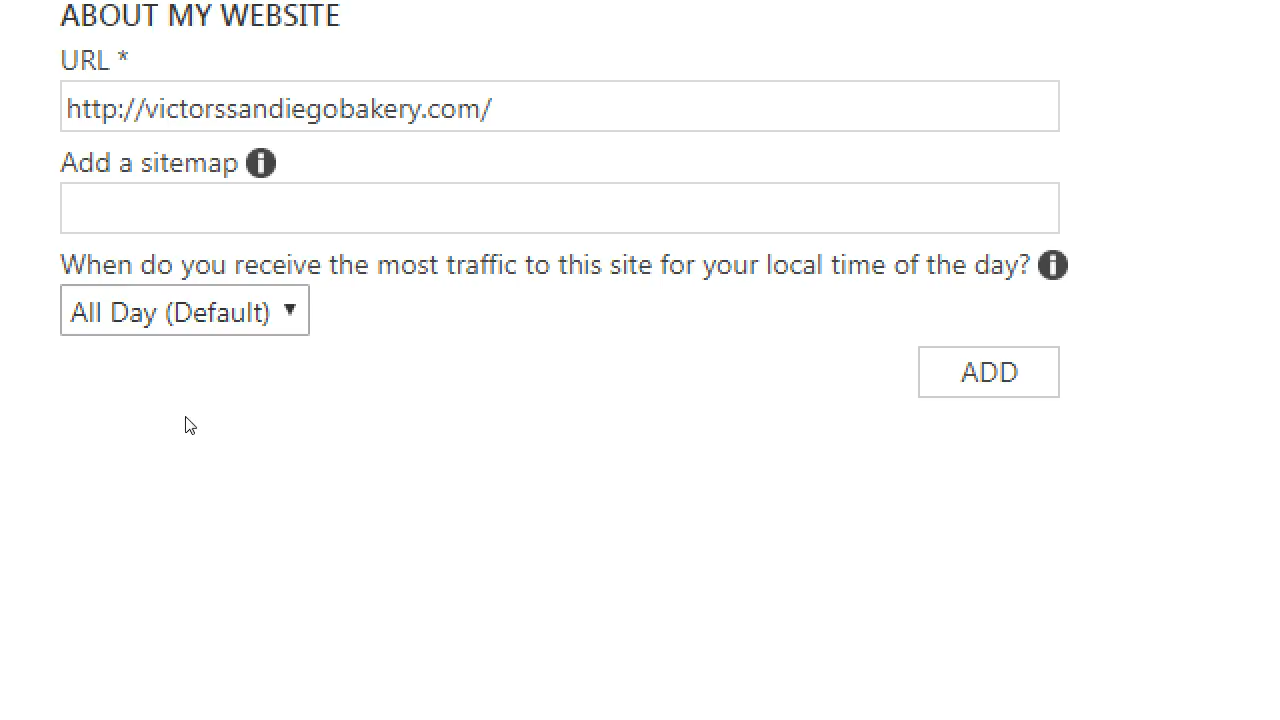 ABOUT MY WEBSITE
URL *
http://victorssandiegobakery.com/
Add a sitemap
When do you receive the most traffic to this site for your local time of the day?
All Day (Default)
ADD